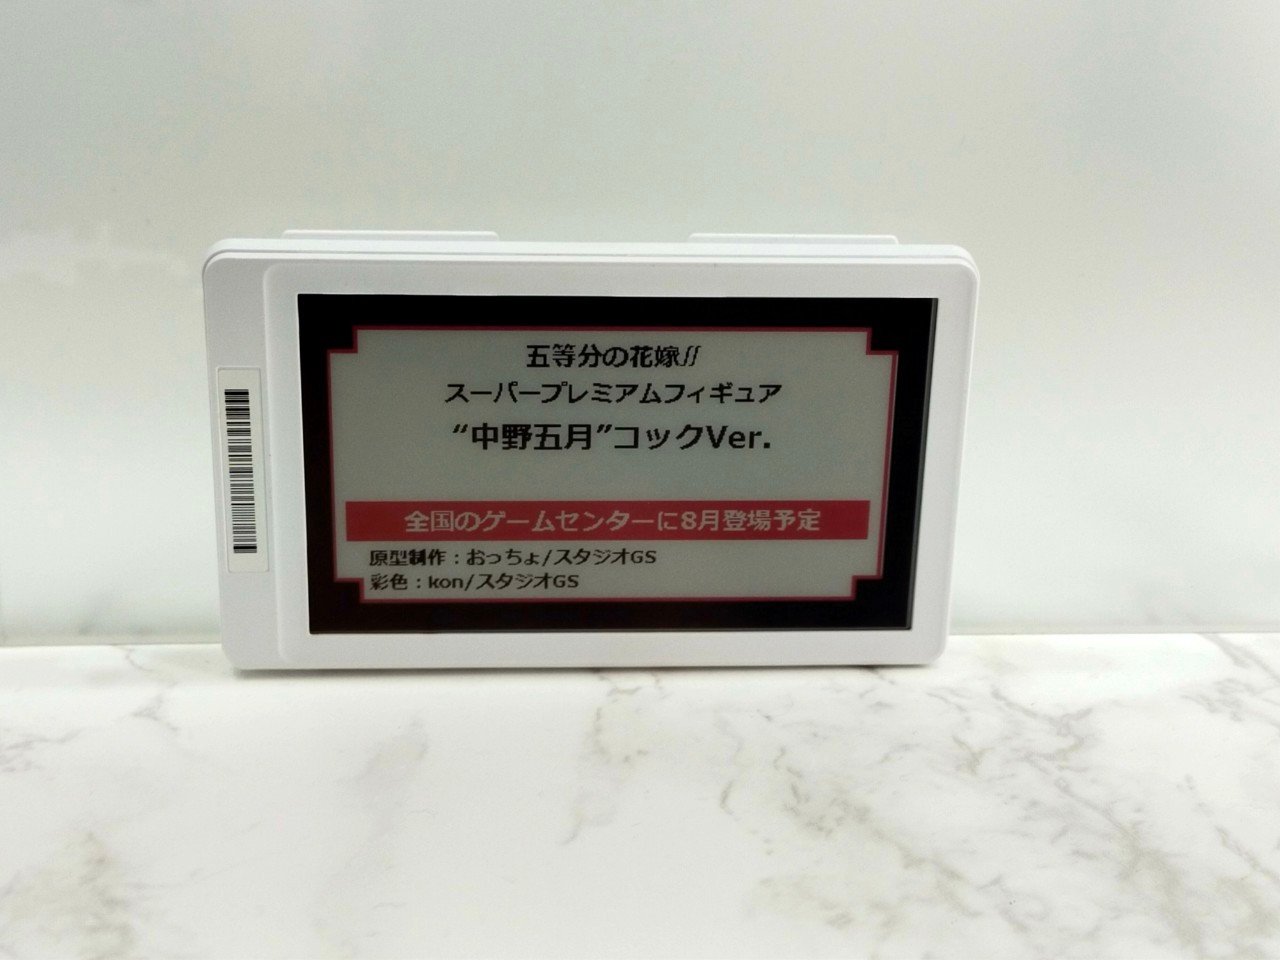 五等分の花嫁∬
スーパープレミアムフィギュア
“中野五月”コックVer.
全国のゲームセンターに8月登場予定
原型制作：おっちょ/スタジオGS
彩色：kon/スタジオGS